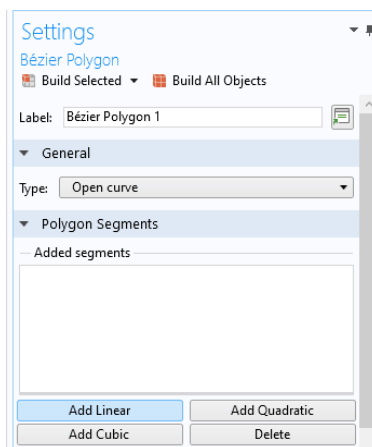 Settings
Bézier Polygon
Build Selected Build All Objects
Label: Bézier Polygon 1
General
Type: Open curve
Polygon Segments
Added segments
Add Linear Add Quadratic
Add Cubic Delete